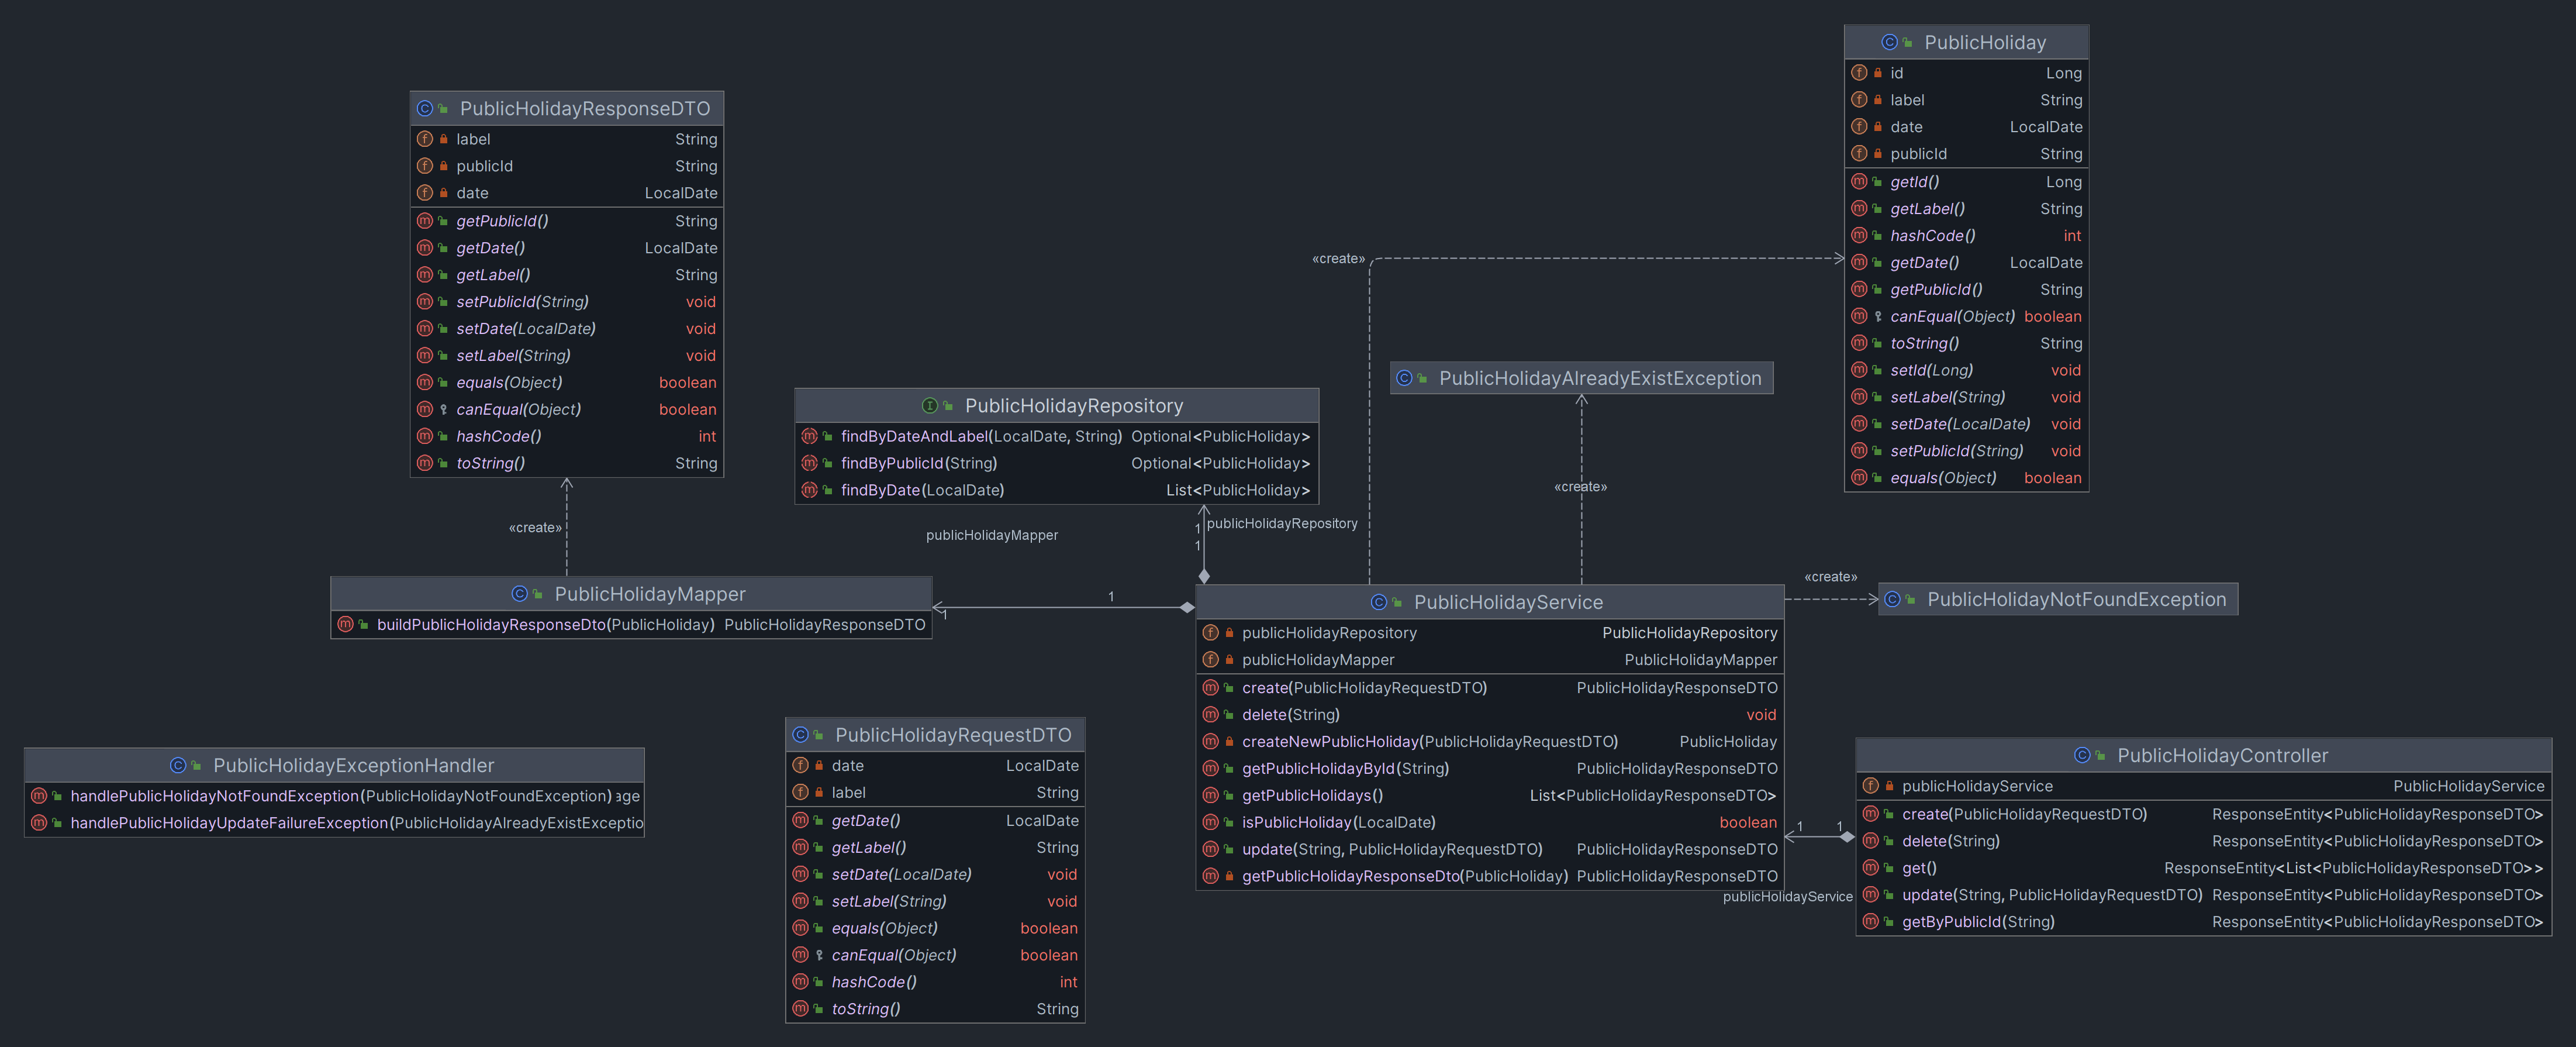 PublicHoliday
id Long
label String
date LocalDate
publicId String
getId() Long
getLabel() String
hashCode() int
getDate() LocalDate
getPublicId() String
canEqual(Object) boolean
toString() String
setId(Long) void
setLabel(String) void
setDate(LocalDate) void
setPublicId(String) void
equals(Object) boolean
PublicHolidayResponseDTO
label String
publicId String
date LocalDate
getPublicId() String
getDate() LocalDate
getLabel() String
setPublicId(String) void
setDate(LocalDate) void
setLabel(String) void
equals(Object) boolean
canEqual(Object) boolean
hashCode() int
toString() String
«create»
PublicHolidayAlreadyExistException
«create»
PublicHolidayRepository
findByDateAndLabel(LocalDate, String) Optional<PublicHoliday>
findByPublicId(String) Optional<PublicHoliday>
findByDate(LocalDate) List<PublicHoliday>
«create»
publicHolidayMapper
1
publicHolidayRepository
1
PublicHolidayMapper
buildPublicHolidayResponseDto(PublicHoliday) PublicHolidayResponseDTO
1
1
«create»
PublicHolidayNotFoundException
PublicHolidayService
publicHolidayRepository PublicHolidayRepository
publicHolidayMapper PublicHolidayMapper
create(PublicHolidayRequestDTO) PublicHolidayResponseDTO
delete(String) void
createNewPublicHoliday(PublicHolidayRequestDTO) PublicHoliday
getPublicHolidayById(String) PublicHolidayResponseDTO
getPublicHolidays() List<PublicHolidayResponseDTO>
isPublicHoliday(LocalDate) boolean
update(String, PublicHolidayRequestDTO) PublicHolidayResponseDTO
getPublicHolidayResponseDto(PublicHoliday) PublicHolidayResponseDTO
PublicHolidayExceptionHandler
handlePublicHolidayNotFoundException(PublicHolidayNotFoundException) age
handlePublicHolidayUpdateFailureException(PublicHolidayAlreadyExistExceptio
PublicHolidayRequestDTO
date LocalDate
label String
getDate() LocalDate
getLabel() String
setDate(LocalDate) void
setLabel(String) void
equals(Object) boolean
canEqual(Object) boolean
hashCode() int
toString() String
1
1
publicHolidayService
PublicHolidayController
publicHolidayService PublicHolidayService
create(PublicHolidayRequestDTO) ResponseEntity<PublicHolidayResponseDTO>
delete(String) ResponseEntity<PublicHolidayResponseDTO>
get() ResponseEntity<List<PublicHolidayResponseDTO>>
update(String, PublicHolidayRequestDTO) ResponseEntity<PublicHolidayResponseDTO>
getByPublicId(String) ResponseEntity<PublicHolidayResponseDTO>